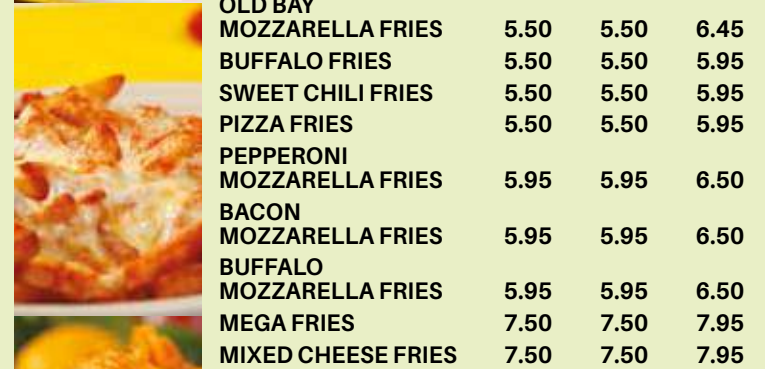 OLD BAY
MOZZARELLA FRIES 5.50 5.50 6.45
BUFFALO FRIES 5.50 5.50 5.95
SWEET CHILI FRIES 5.50 5.50 5.95
PIZZA FRIES 5.50 5.50 5.95
PEPPERONI
MOZZARELLA FRIES 5.95 5.95 6.50
BACON
MOZZARELLA FRIES 5.95 5.95 6.50
BUFFALO
MOZZARELLA FRIES 5.95 5.95 6.50
MEGA FRIES 7.50 7.50 7.95
MIXED CHEESE FRIES 7.50 7.50 7.95